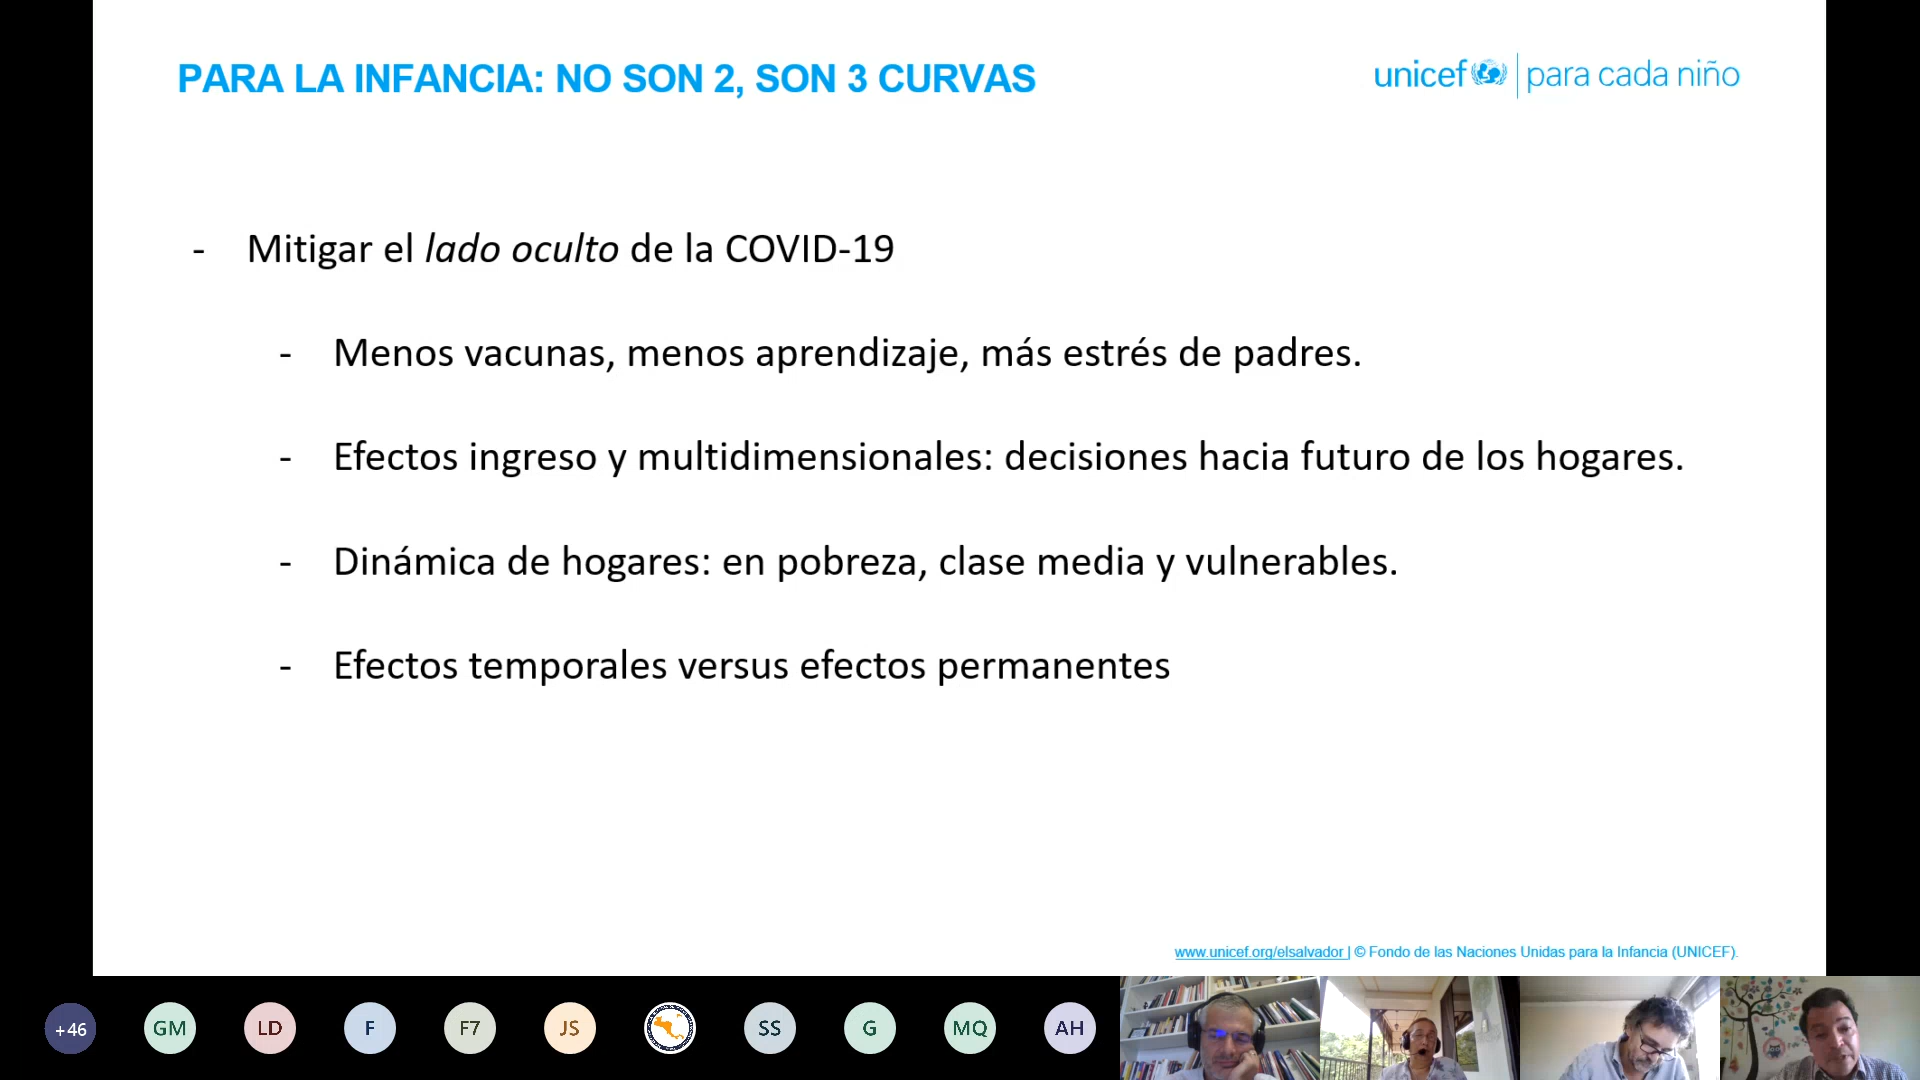 PARA LA INFANCIA: NO SON 2, SON 3 CURVAS
unicef para cada niño
- Mitigar el lado oculto de la COVID-19
- Menos vacunas, menos aprendizaje, más estrés de padres.
- Efectos ingreso y multidimensionales: decisiones hacia futuro de los hogares.
- Dinámica de hogares: en pobreza, clase media y vulnerables.
- Efectos temporales versus efectos permanentes
www.unicef.org/elsalvador | © Fondo de las Naciones Unidas para la Infancia (UNICEF).
+46 GM LD F F7 JS SS G MQ AH